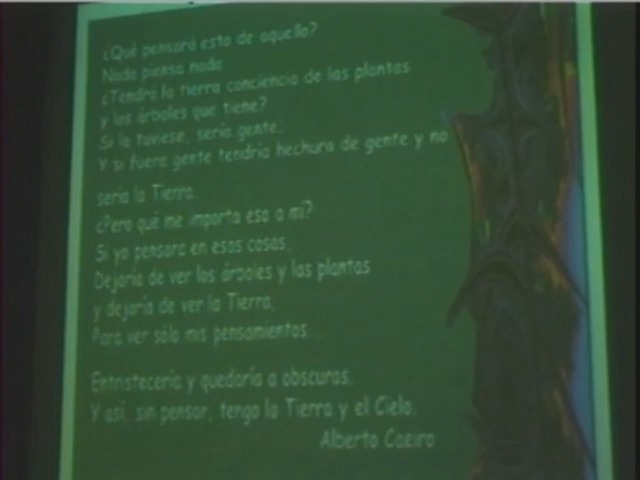 ¿Qué pensará esto de aquello?
Nada piensa nada.
¿Tendrá la tierra conciencia de las plantas
y los árboles que tiene?
Si la tuviese, sería gente;
Y si fuera gente tendría hechura de gente y no
sería la Tierra.
¿Pero qué me importa eso a mí?
Si yo pensara en esas cosas,
Dejaría de ver los árboles y las plantas
y dejaría de ver la Tierra,
Para ver sólo mis pensamientos...
Entristecería y quedaría a obscuras.
Y así, sin pensar, tengo la Tierra y el Cielo.
Alberto Caeiro